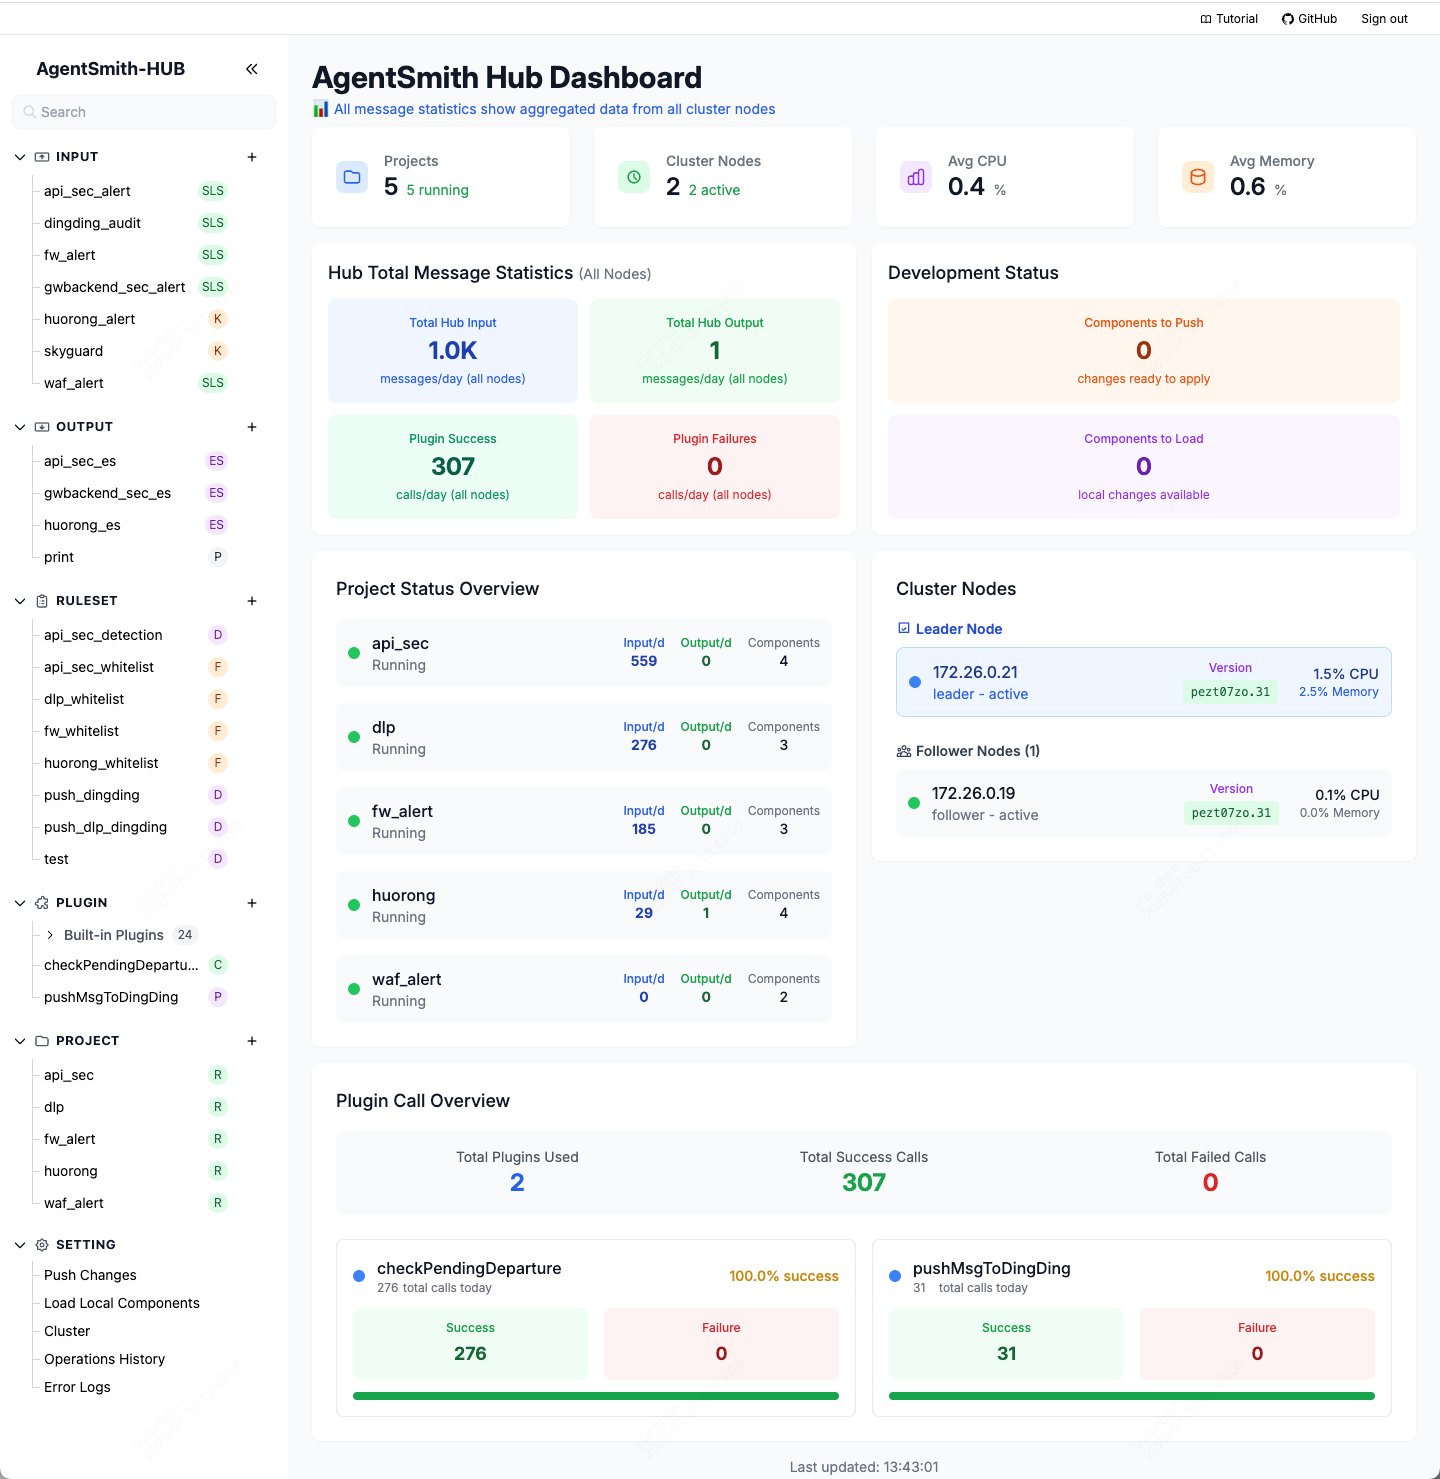 Tutorial GitHub Sign out
AgentSmith-HUB
Search
INPUT
api_sec_alert SLS
dingding_audit SLS
fw_alert SLS
gwbackend_sec_alert SLS
huorong_alert K
skyguard K
waf_alert SLS
OUTPUT
api_sec_es ES
gwbackend_sec_es ES
huorong_es ES
print P
RULESET
api_sec_detection D
api_sec_whitelist F
dlp_whitelist F
fw_whitelist F
huorong_whitelist F
push_dingding D
push_dlp_dingding D
test D
PLUGIN
Built-in Plugins 24
checkPendingDepartu... C
pushMsgToDingDing P
PROJECT
api_sec R
dlp R
fw_alert R
huorong R
waf_alert R
SETTING
Push Changes
Load Local Components
Cluster
Operations History
Error Logs
AgentSmith Hub Dashboard
All message statistics show aggregated data from all cluster nodes
Projects
5 5 running
Cluster Nodes
2 2 active
Avg CPU
0.4 %
Avg Memory
0.6 %
Hub Total Message Statistics (All Nodes)
Total Hub Input
1.0K
messages/day (all nodes)
Total Hub Output
1
messages/day (all nodes)
Plugin Success
307
calls/day (all nodes)
Plugin Failures
0
calls/day (all nodes)
Development Status
Components to Push
0
changes ready to apply
Components to Load
0
local changes available
Project Status Overview
api_sec
Running
Input/d Output/d Components
559 0 4
dlp
Running
Input/d Output/d Components
276 0 3
fw_alert
Running
Input/d Output/d Components
185 0 3
huorong
Running
Input/d Output/d Components
29 1 4
waf_alert
Running
Input/d Output/d Components
0 0 2
Cluster Nodes
Leader Node
172.26.0.21
leader - active
Version
pezt07zo.31
1.5% CPU
2.5% Memory
Follower Nodes (1)
172.26.0.19
follower - active
Version
pezt07zo.31
0.1% CPU
0.0% Memory
Plugin Call Overview
Total Plugins Used
2
Total Success Calls
307
Total Failed Calls
0
checkPendingDeparture
276 total calls today
100.0% success
Success
276
Failure
0
pushMsgToDingDing
31 total calls today
100.0% success
Success
31
Failure
0
Last updated: 13:43:01